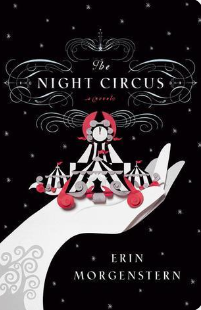 The
NIGHT CIRCUS
a novel
ERIN
MORGENSTERN